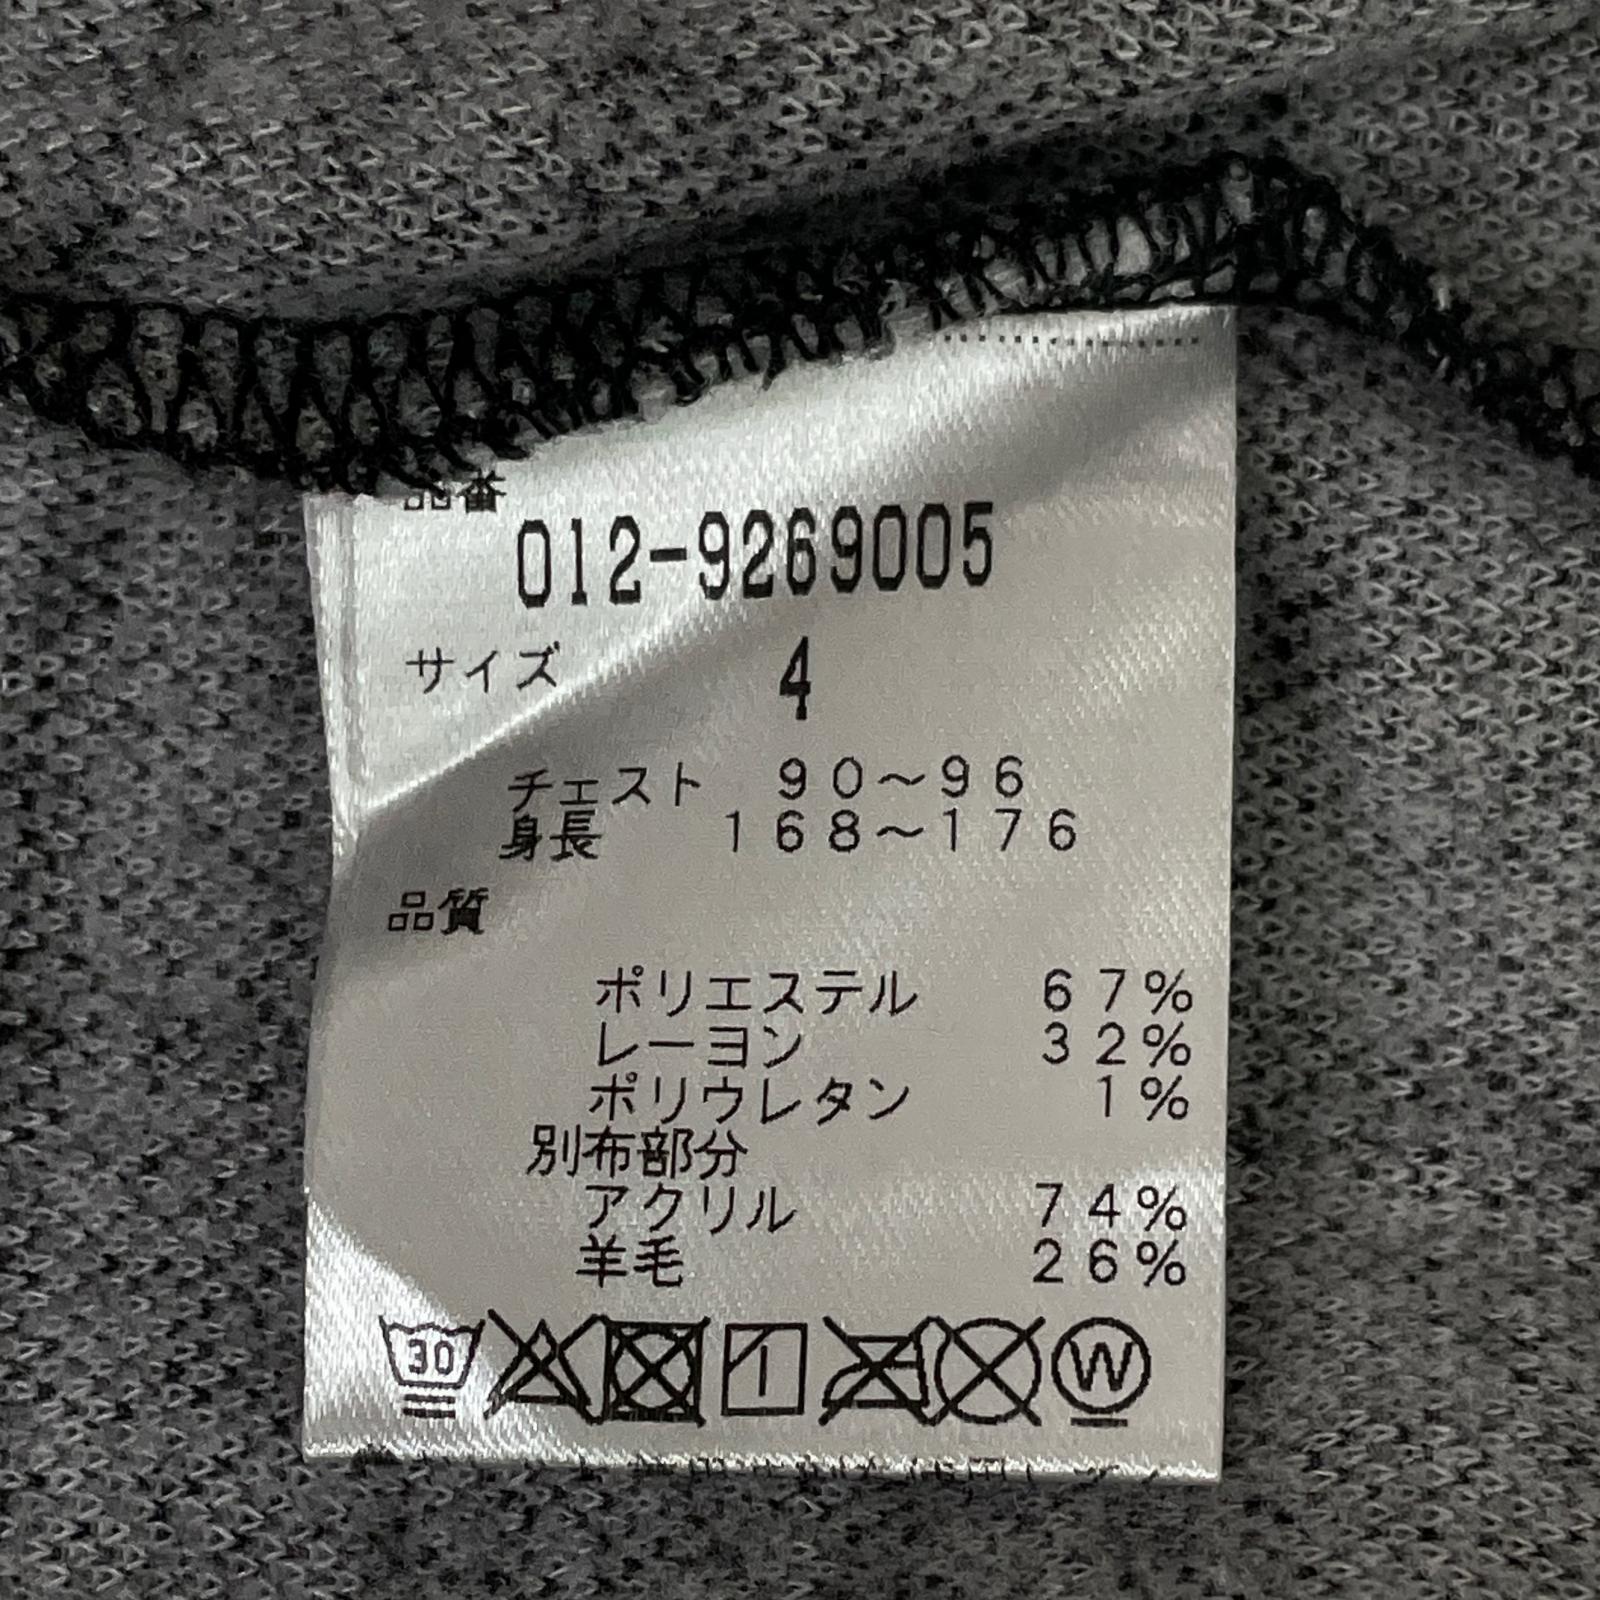 品番
012-9269005
サイズ 4
チェスト 90～96
身長 168～176
品質
ポリエステル 67%
レーヨン 32%
ポリウレタン 1%
別布部分
アクリル 74%
羊毛 26%
30 W